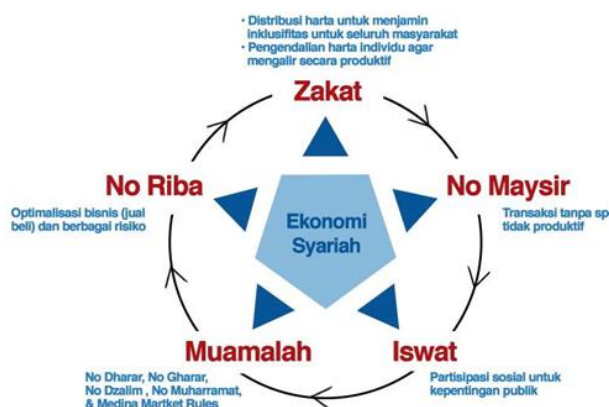 • Distribusi harta untuk menjamin
inklusifitas untuk seluruh masyarakat
• Pengendalian harta individu agar
mengalir secara produktif
Zakat
No Riba
Optimalisasi bisnis (jual
beli) dan berbagai risiko
No Maysir
Transaksi tanpa sp
tidak produktif
Ekonomi
Syariah
Muamalah
No Dharar, No Gharar,
No Dzalim , No Muharramat,
& Medina Martket Rules
Iswat
Partisipasi sosial untuk
kepentingan publik